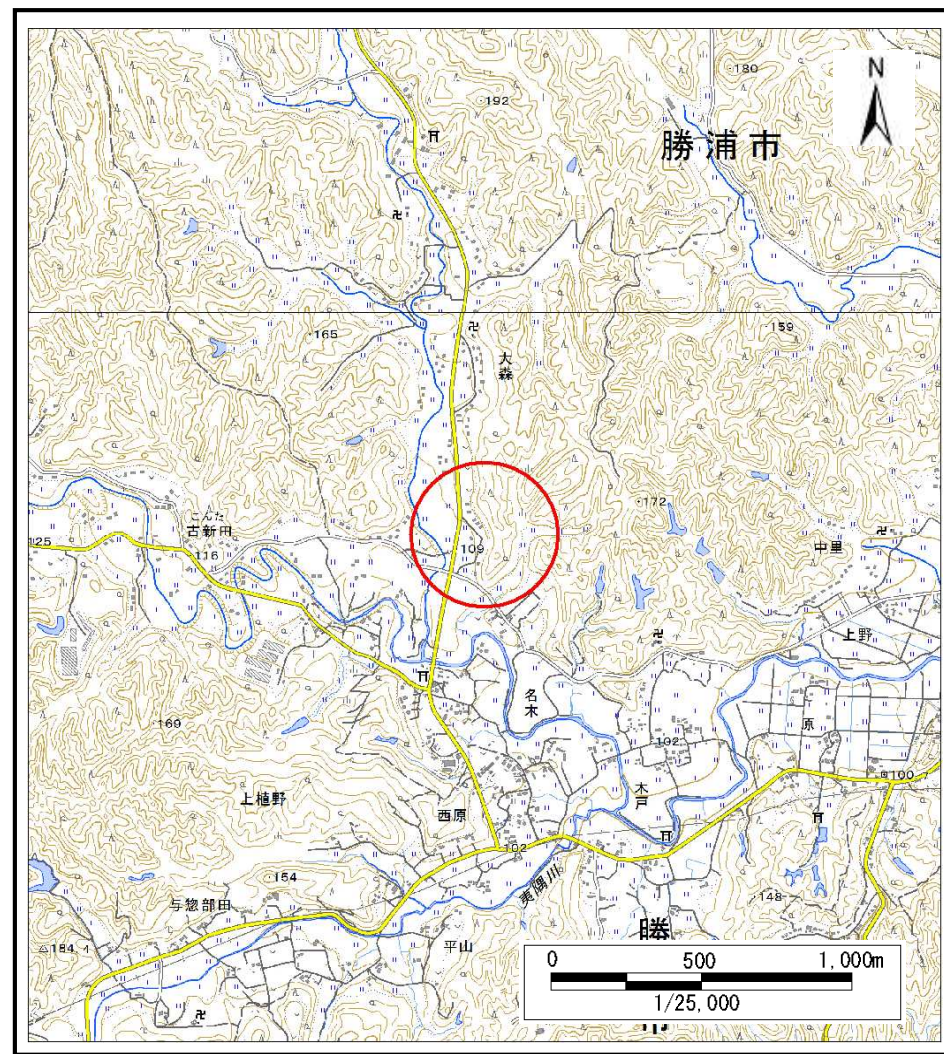 ・180
N
・192
勝浦市
・165
・159
大森
・172
こんた
古新田
125
116
109
中里
上野
名木
102
原
・169
木戸
100
上植野
西原
102
・154
夷隅川
・148
与惣部田
勝
△184.4
平山
0 500 1,000m
1/25,000